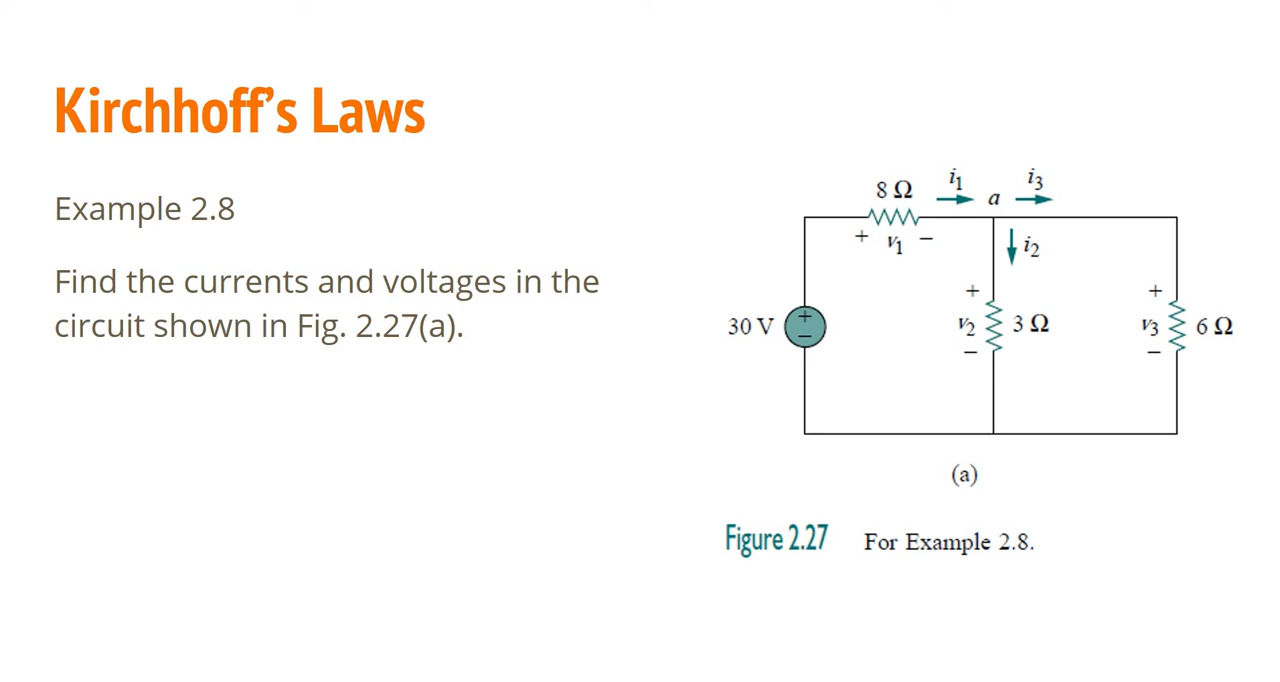 Kirchhoff's Laws
Example 2.8
Find the currents and voltages in the
circuit shown in Fig. 2.27(a).
8 Ω
i1
a
i3
+ v1 −
i2
30 V
+
−
+
v2
−
3 Ω
+
v3
−
6 Ω
(a)
Figure 2.27 For Example 2.8.